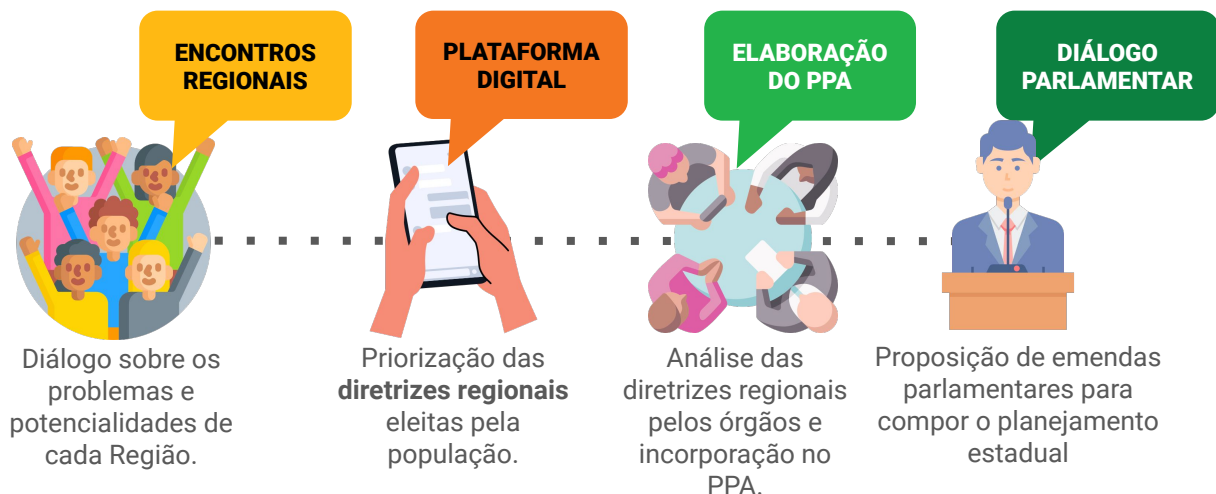 ENCONTROS
REGIONAIS
Diálogo sobre os
problemas e
potencialidades de
cada Região.
PLATAFORMA
DIGITAL
Priorização das
diretrizes regionais
eleitas pela
população.
ELABORAÇÃO
DO PPA
Análise das
diretrizes regionais
pelos órgãos e
incorporação no
PPA.
DIÁLOGO
PARLAMENTAR
Proposição de emendas
parlamentares para
compor o planejamento
estadual